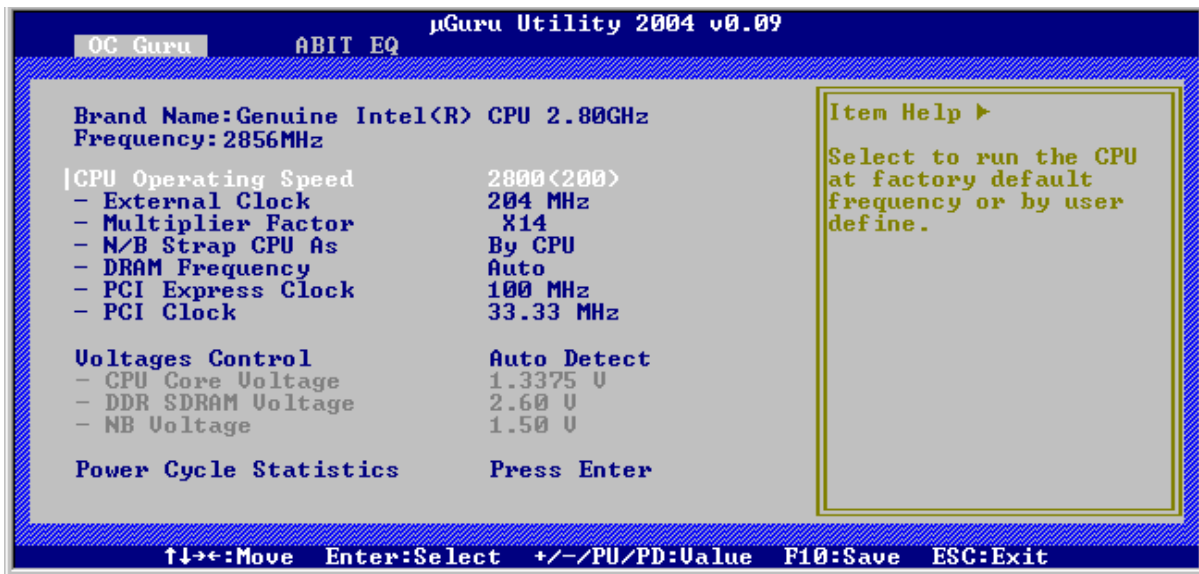 µGuru Utility 2004 v0.09
OC Guru ABIT EQ
Brand Name:Genuine Intel(R) CPU 2.80GHz
Frequency:2856MHz
CPU Operating Speed 2800(200)
- External Clock 204 MHz
- Multiplier Factor X14
- N/B Strap CPU As By CPU
- DRAM Frequency Auto
- PCI Express Clock 100 MHz
- PCI Clock 33.33 MHz
Voltages Control Auto Detect
- CPU Core Voltage 1.3375 V
- DDR SDRAM Voltage 2.60 V
- NB Voltage 1.50 V
Power Cycle Statistics Press Enter
Item Help ►
Select to run the CPU
at factory default
frequency or by user
define.
↑↓→←:Move Enter:Select +/-/PU/PD:Value F10:Save ESC:Exit